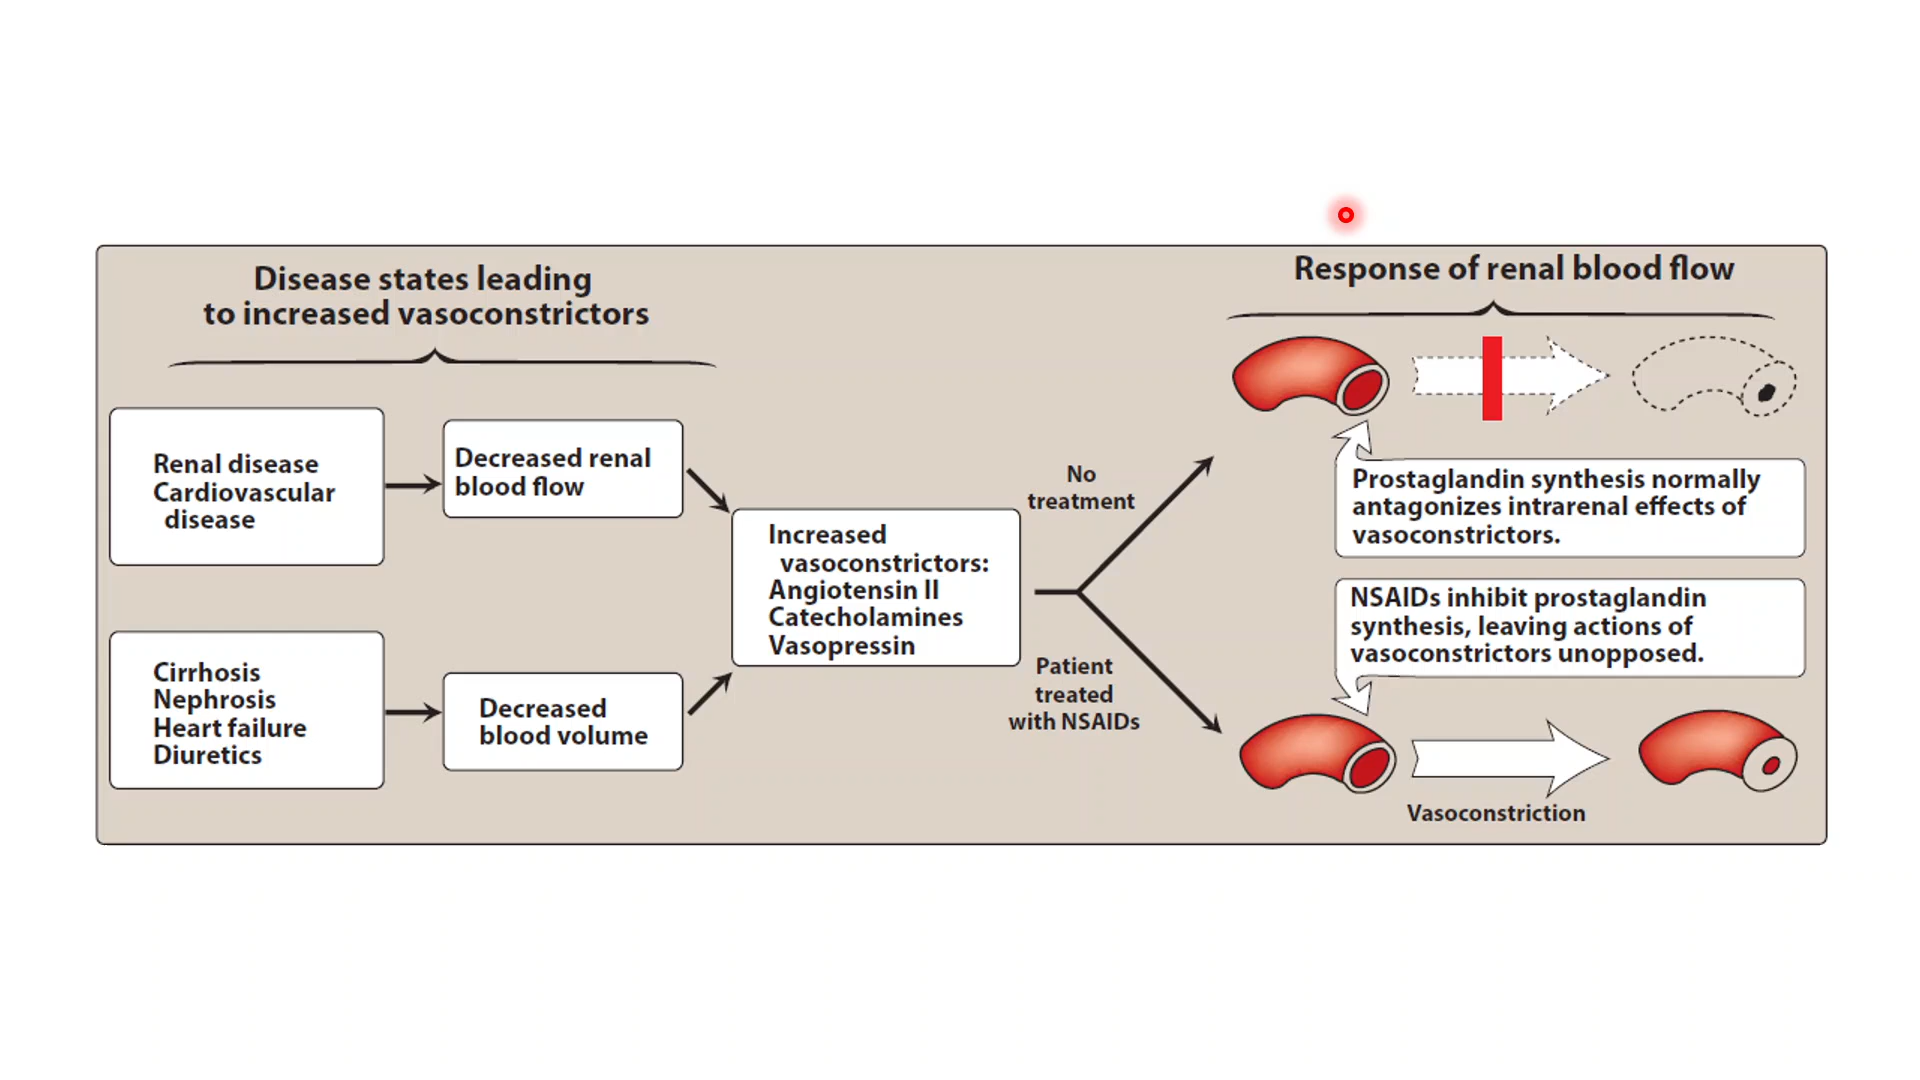 Disease states leading
to increased vasoconstrictors
Renal disease
Cardiovascular
disease
Decreased renal
blood flow
Cirrhosis
Nephrosis
Heart failure
Diuretics
Decreased
blood volume
Increased
vasoconstrictors:
Angiotensin II
Catecholamines
Vasopressin
No
treatment
Patient
treated
with NSAIDs
Response of renal blood flow
Prostaglandin synthesis normally
antagonizes intrarenal effects of
vasoconstrictors.
NSAIDs inhibit prostaglandin
synthesis, leaving actions of
vasoconstrictors unopposed.
Vasoconstriction